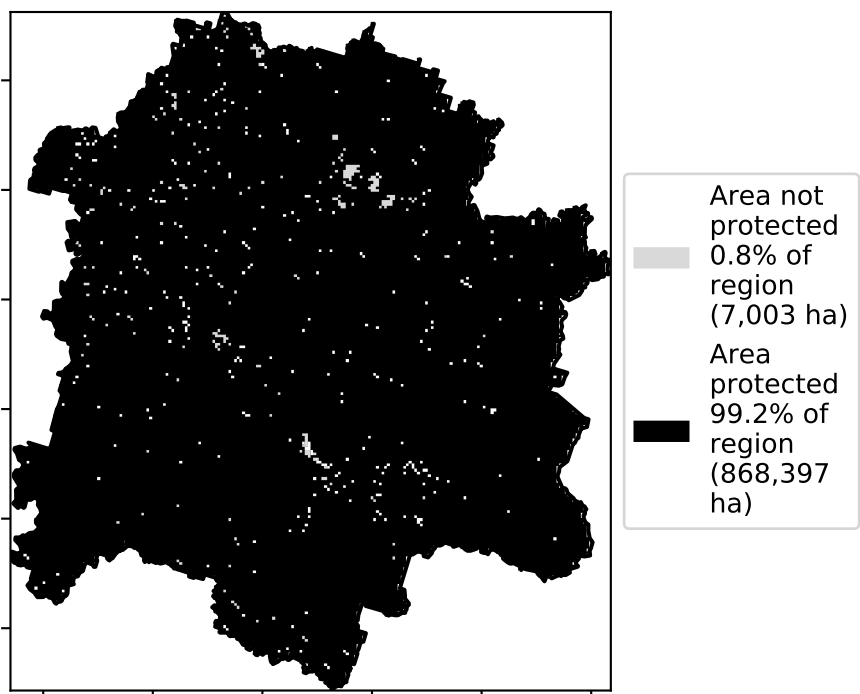 Area not
protected
0.8% of
region
(7,003 ha)
Area
protected
99.2% of
region
(868,397
ha)